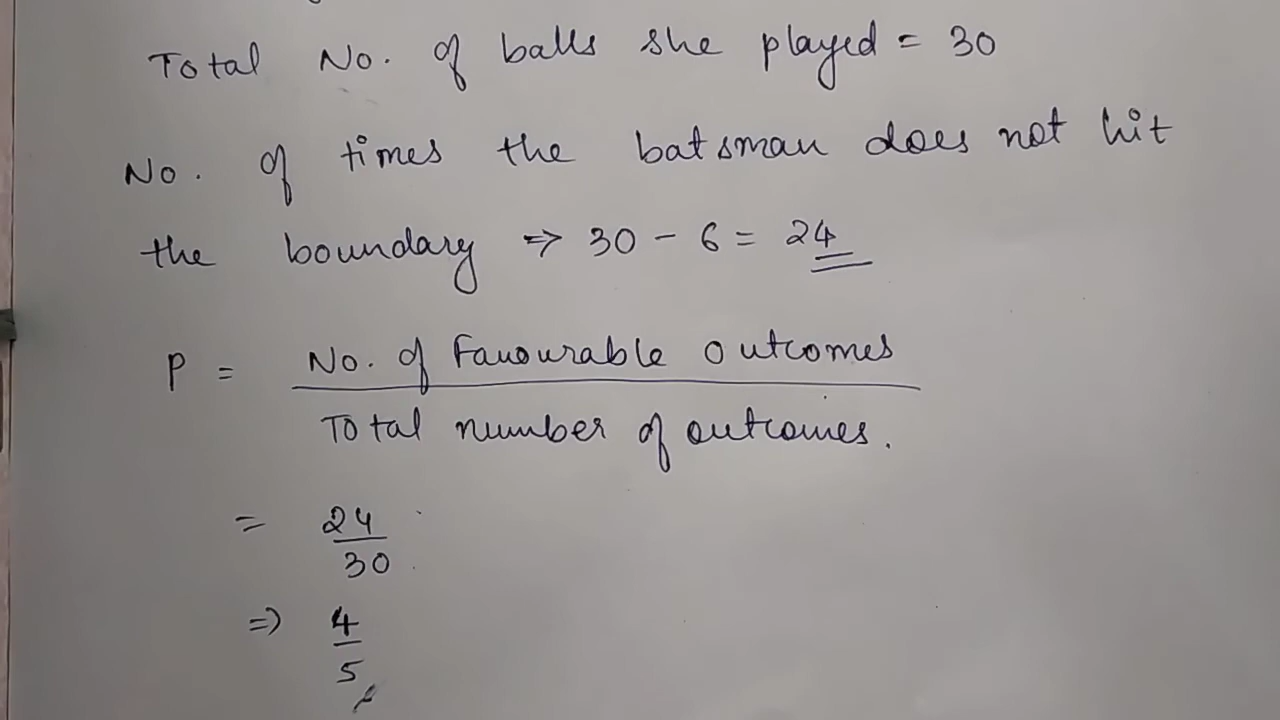 Total No. of balls she played = 30
No. of times the batsman does not hit
the boundary => 30 - 6 = 24
P = No. of Favourable outcomes
Total number of outcomes.
= 24
30
=> 4
5